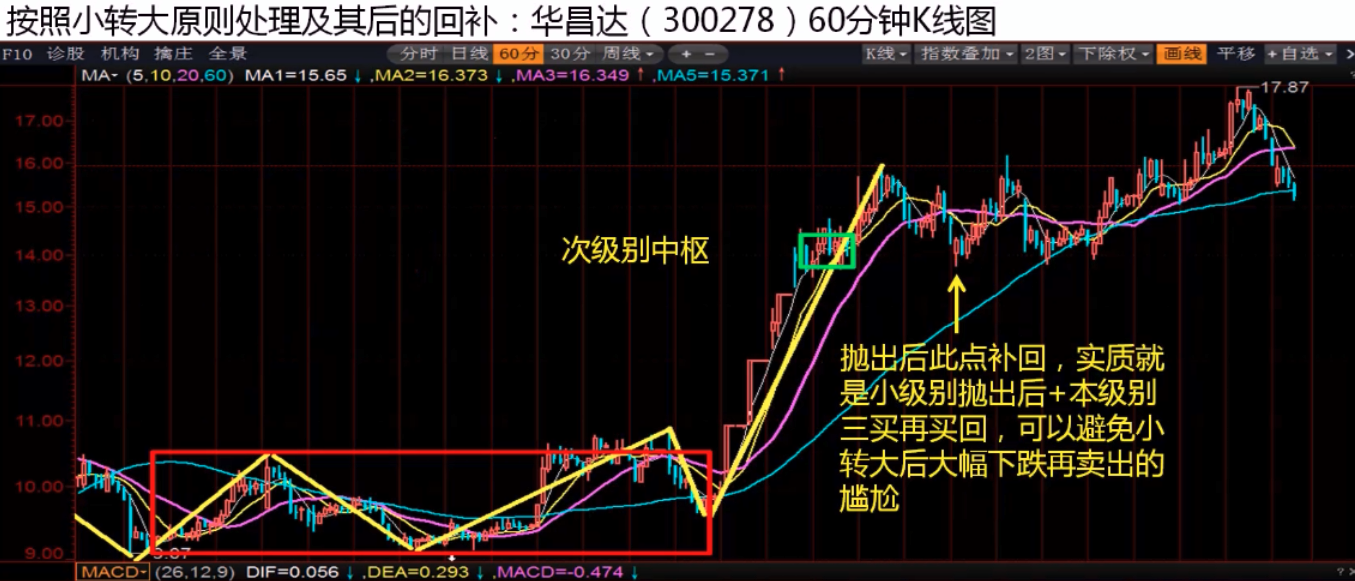 按照小转大原则处理及其后的回补：华昌达（300278）60分钟K线图
F10 诊股 机构 擒庄 全景 分时 日线 60分 30分 周线 + − K线 指数叠加 2图 下除权 画线 平移 +自选
MA (5,10,20,60) MA1=15.65↓,MA2=16.373↓,MA3=16.349↑,MA5=15.371↑
17.87
17.00
16.00
15.00
次级别中枢
14.00
13.00
12.00
抛出后此点补回，实质就
是小级别抛出后+本级别
三买再买回，可以避免小
转大后大幅下跌再卖出的
尴尬
11.00
10.00
9.00
MACD (26,12,9) DIF=0.056↓,DEA=0.293↓,MACD=-0.474↓